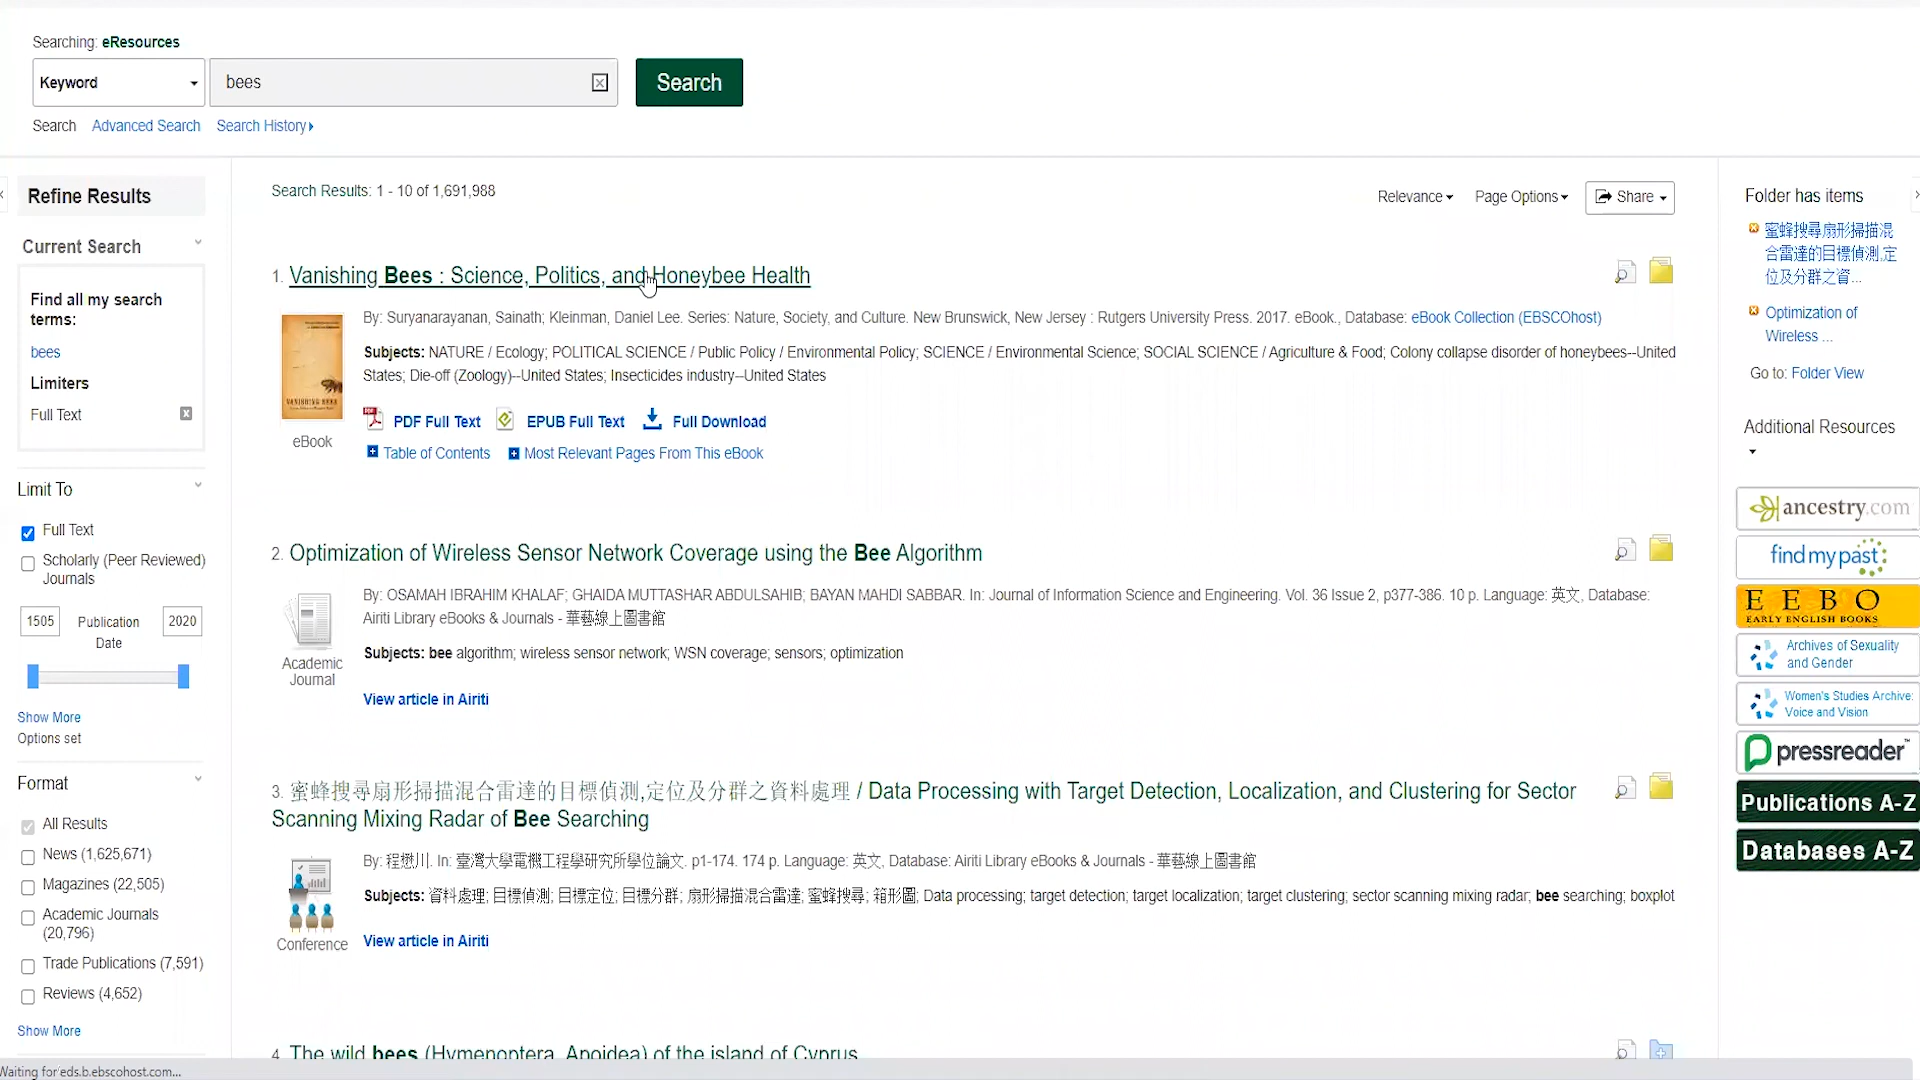 Searching: eResources
Keyword
bees
Search
Search Advanced Search Search History
Refine Results
Current Search
Find all my search
terms:
bees
Limiters
Full Text
Limit To
Full Text
Scholarly (Peer Reviewed)
Journals
1505 Publication 2020
Date
Show More
Options set
Format
All Results
News (1,625,671)
Magazines (22,505)
Academic Journals
(20,796)
Trade Publications (7,591)
Reviews (4,652)
Show More
Search Results: 1 - 10 of 1,691,988
Relevance Page Options Share
1. Vanishing Bees : Science, Politics, and Honeybee Health
VANISHING BEES
eBook
By: Suryanarayanan, Sainath; Kleinman, Daniel Lee. Series: Nature, Society, and Culture. New Brunswick, New Jersey : Rutgers University Press. 2017. eBook., Database: eBook Collection (EBSCOhost)
Subjects: NATURE / Ecology; POLITICAL SCIENCE / Public Policy / Environmental Policy; SCIENCE / Environmental Science; SOCIAL SCIENCE / Agriculture & Food; Colony collapse disorder of honeybees--United
States; Die-off (Zoology)--United States; Insecticides industry--United States
PDF Full Text EPUB Full Text Full Download
Table of Contents Most Relevant Pages From This eBook
2. Optimization of Wireless Sensor Network Coverage using the Bee Algorithm
Academic
Journal
By: OSAMAH IBRAHIM KHALAF; GHAIDA MUTTASHAR ABDULSAHIB; BAYAN MAHDI SABBAR. In: Journal of Information Science and Engineering. Vol. 36 Issue 2, p377-386. 10 p. Language: 英文, Database:
Airiti Library eBooks & Journals - 華藝線上圖書館
Subjects: bee algorithm; wireless sensor network; WSN coverage; sensors; optimization
View article in Airiti
3. 蜜蜂搜尋扇形掃描混合雷達的目標偵測,定位及分群之資料處理 / Data Processing with Target Detection, Localization, and Clustering for Sector
Scanning Mixing Radar of Bee Searching
Conference
By: 程懋川. In: 臺灣大學電機工程學研究所學位論文. p1-174. 174 p. Language: 英文, Database: Airiti Library eBooks & Journals - 華藝線上圖書館
Subjects: 資料處理; 目標偵測; 目標定位; 目標分群; 扇形掃描混合雷達; 蜜蜂搜尋; 箱形圖; Data processing; target detection; target localization; target clustering; sector scanning mixing radar; bee searching; boxplot
View article in Airiti
4. The wild bees (Hymenoptera, Apoidea) of the island of Cyprus
Folder has items
蜜蜂搜尋扇形掃描混
合雷達的目標偵測,定
位及分群之資...
Optimization of
Wireless ...
Go to: Folder View
Additional Resources
ancestry.com
findmypast
EEBO
EARLY ENGLISH BOOKS
Archives of Sexuality
and Gender
Women's Studies Archive:
Voice and Vision
pressreader™
Publications A-Z
Databases A-Z
Waiting for eds.b.ebscohost.com...